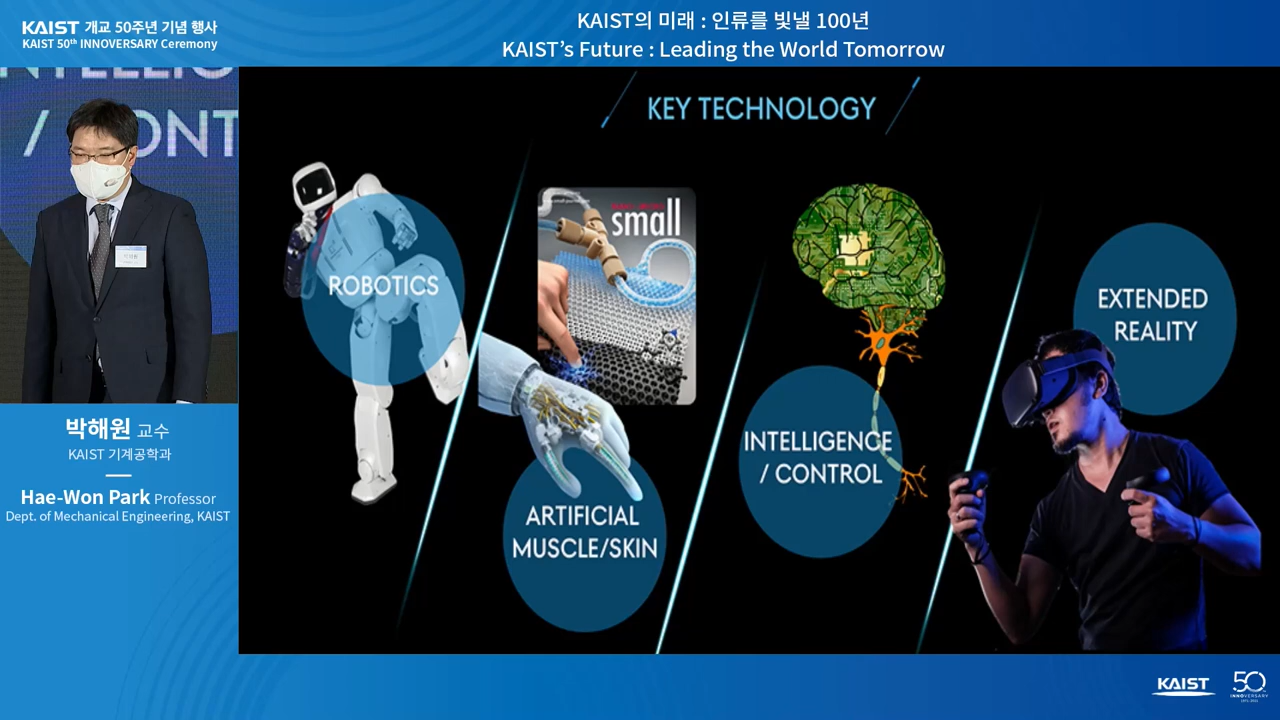 KAIST 개교 50주년 기념 행사
KAIST 50th INNOVERSARY Ceremony
KAIST의 미래 : 인류를 빛낼 100년
KAIST's Future : Leading the World Tomorrow
KEY TECHNOLOGY
/ CONT
ROBOTICS
small
ARTIFICIAL
MUSCLE/SKIN
INTELLIGENCE
/ CONTROL
EXTENDED
REALITY
박해원 교수
KAIST 기계공학과
Hae-Won Park Professor
Dept. of Mechanical Engineering, KAIST
KAIST
50
INNOVERSARY